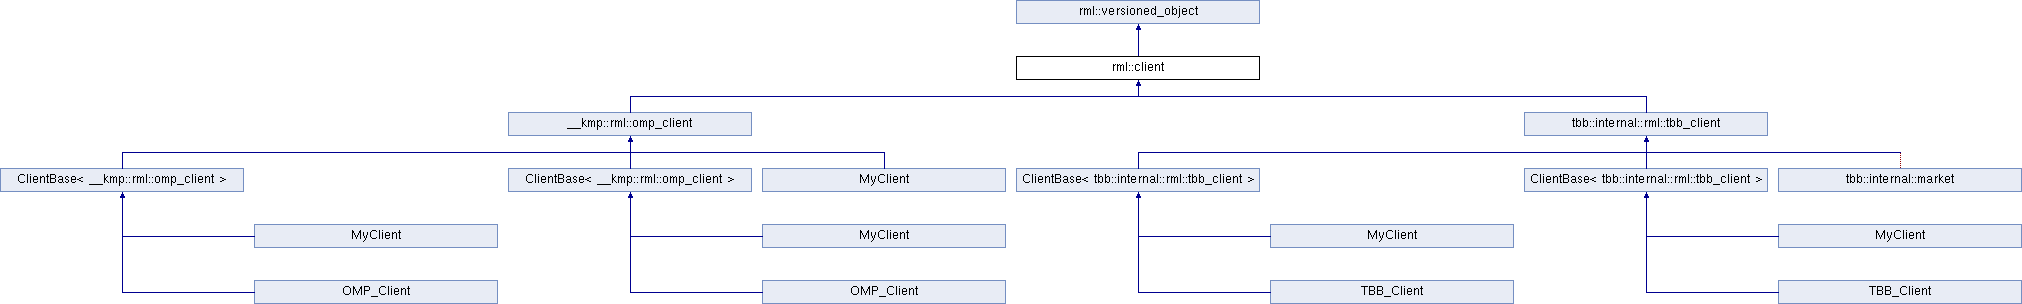 rml::versioned_object
rml::client
__kmp::rml::omp_client
tbb::internal::rml::tbb_client
ClientBase< __kmp::rml::omp_client >
ClientBase< __kmp::rml::omp_client >
MyClient
ClientBase< tbb::internal::rml::tbb_client >
ClientBase< tbb::internal::rml::tbb_client >
tbb::internal::market
MyClient
MyClient
MyClient
MyClient
OMP_Client
OMP_Client
TBB_Client
TBB_Client